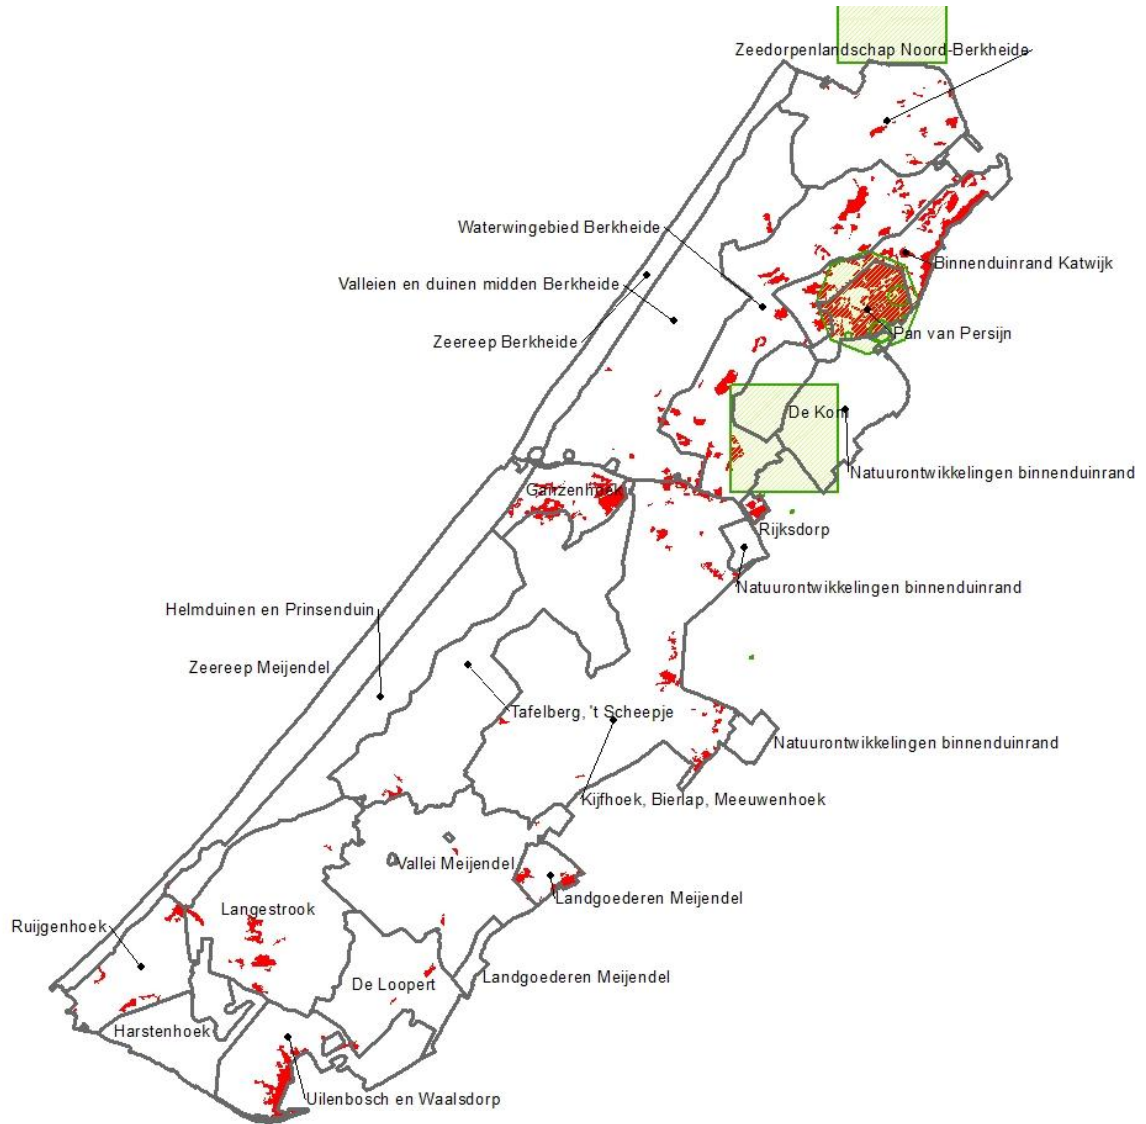 Zeedorpenlandschap Noord-Berkheide
Waterwingebied Berkheide
Binnenduinrand Katwijk
Valleien en duinen midden Berkheide
Pan van Persijn
Zeereep Berkheide
De Kom
Natuurontwikkelingen binnenduinrand
Ganzenhoek
Rijksdorp
Natuurontwikkelingen binnenduinrand
Helmduinen en Prinsenduin
Zeereep Meijendel
Tafelberg, 't Scheepje
Natuurontwikkelingen binnenduinrand
Kijfhoek, Bierlap, Meeuwenhoek
Vallei Meijendel
Landgoederen Meijendel
Langestrook
Ruijgenhoek
Landgoederen Meijendel
De Loopert
Harstenhoek
Uilenbosch en Waalsdorp